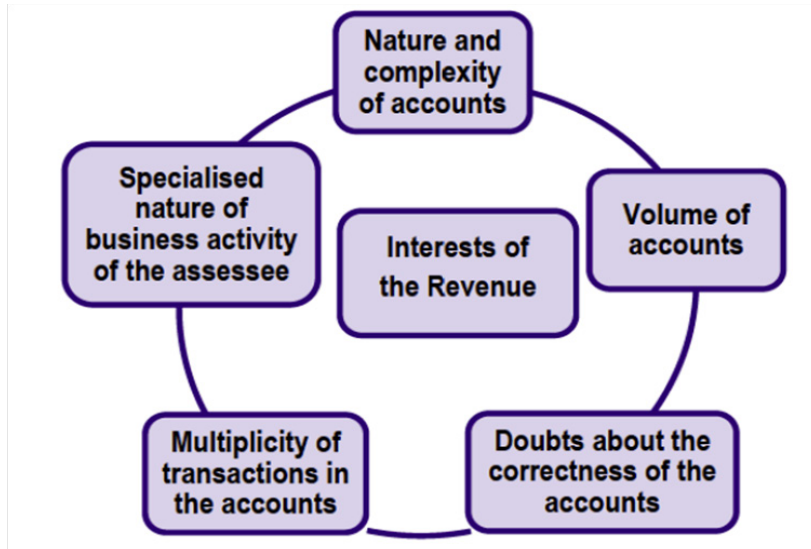 Nature and
complexity
of accounts
Volume of
accounts
Doubts about the
correctness of the
accounts
Multiplicity of
transactions in
the accounts
Specialised
nature of
business activity
of the assessee
Interests of
the Revenue